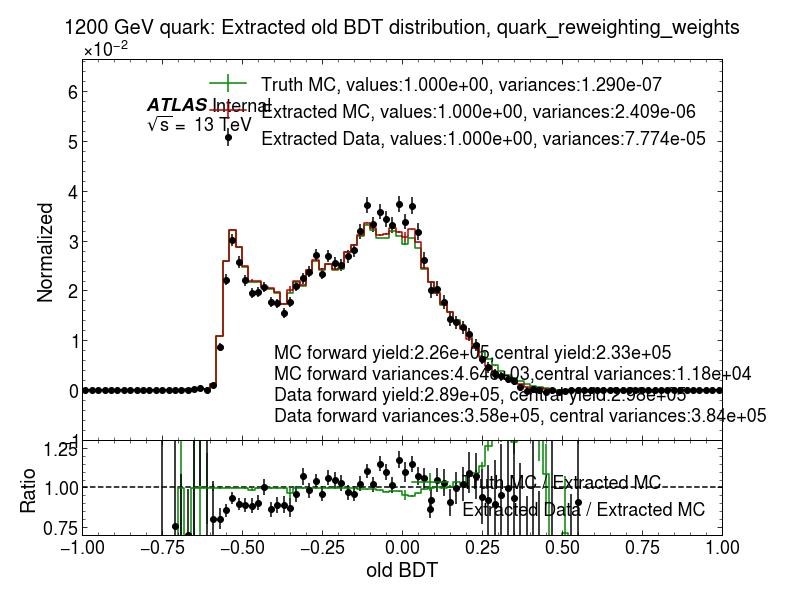 1200 GeV quark: Extracted old BDT distribution, quark_reweighting_weights
×10⁻²
Truth MC, values:1.000e+00, variances:1.290e-07
ATLAS Internal
Extracted MC, values:1.000e+00, variances:2.409e-06
√s = 13 TeV
Extracted Data, values:1.000e+00, variances:7.774e-05
6
5
4
3
2
1
0
−1
Normalized
MC forward yield:2.26e+05, central yield:2.33e+05
MC forward variances:4.64e+03, central variances:1.18e+04
Data forward yield:2.89e+05, central yield:2.98e+05
Data forward variances:3.58e+05, central variances:3.84e+05
1.25
1.00
0.75
Ratio
Truth MC / Extracted MC
Extracted Data / Extracted MC
−1.00 −0.75 −0.50 −0.25 0.00 0.25 0.50 0.75 1.00
old BDT